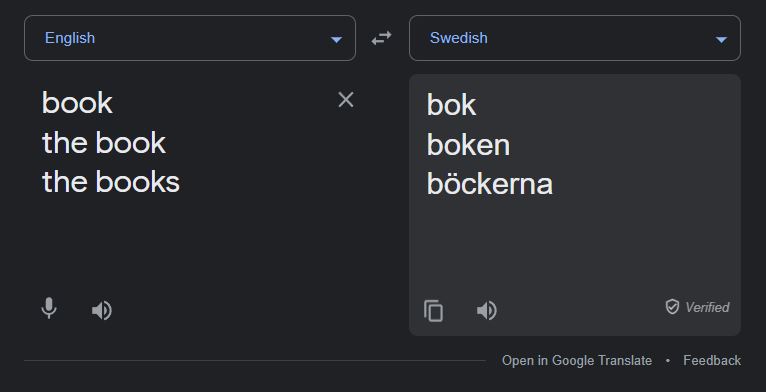 English
Swedish
book
the book
the books
bok
boken
böckerna
Verified
Open in Google Translate • Feedback